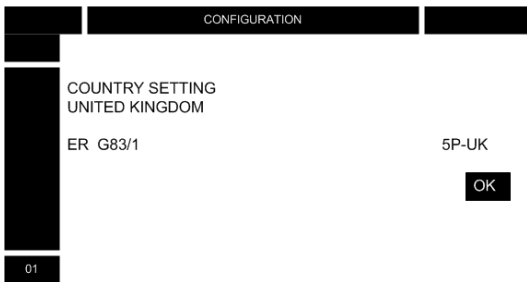 CONFIGURATION
COUNTRY SETTING
UNITED KINGDOM
ER G83/1 5P-UK
OK
01